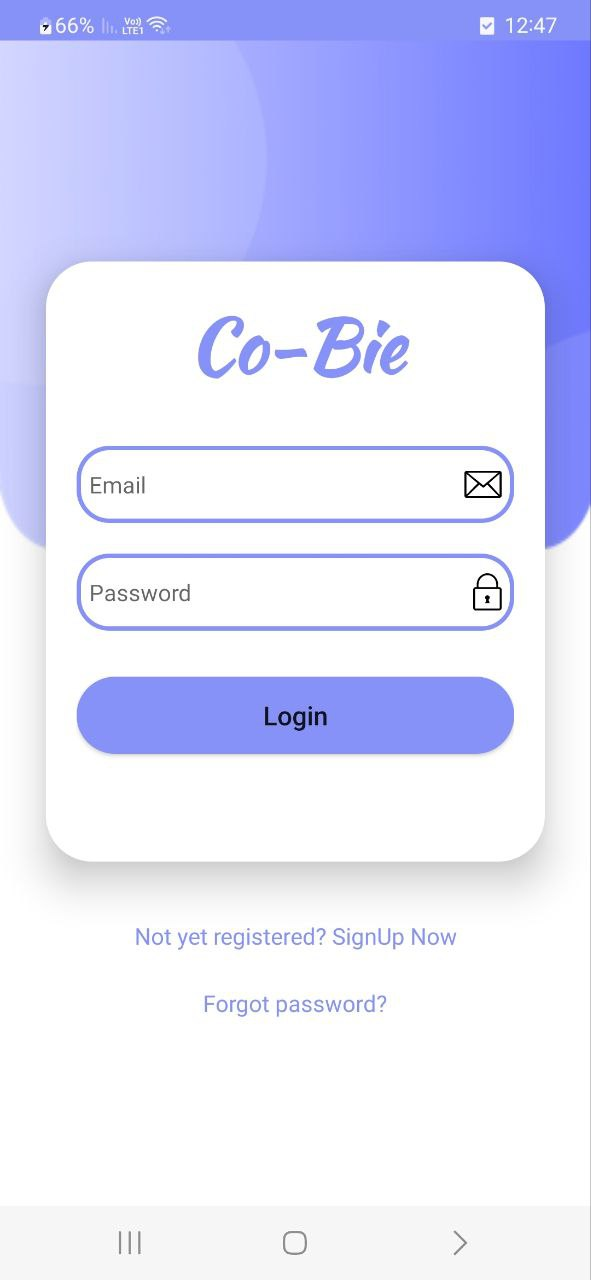 66% Vo)) LTE1 12:47
Co-Bie
Email
Password
Login
Not yet registered? SignUp Now
Forgot password?